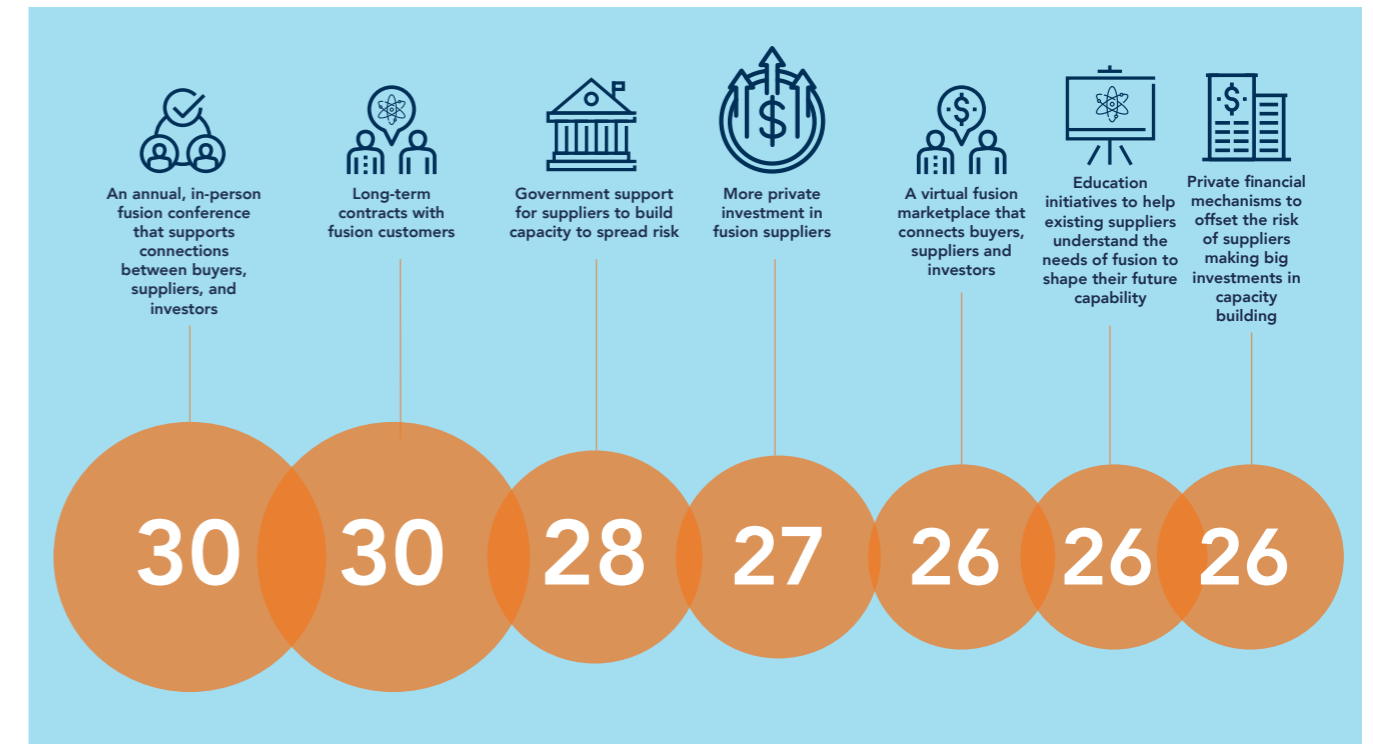 An annual, in-person
fusion conference
that supports
connections
between buyers,
suppliers, and
investors
Long-term
contracts with
fusion customers
Government support
for suppliers to build
capacity to spread risk
More private
investment in
fusion suppliers
A virtual fusion
marketplace that
connects buyers,
suppliers and
investors
Education
initiatives to help
existing suppliers
understand the
needs of fusion to
shape their future
capability
Private financial
mechanisms to
offset the risk
of suppliers
making big
investments in
capacity
building
30
30
28
27
26
26
26